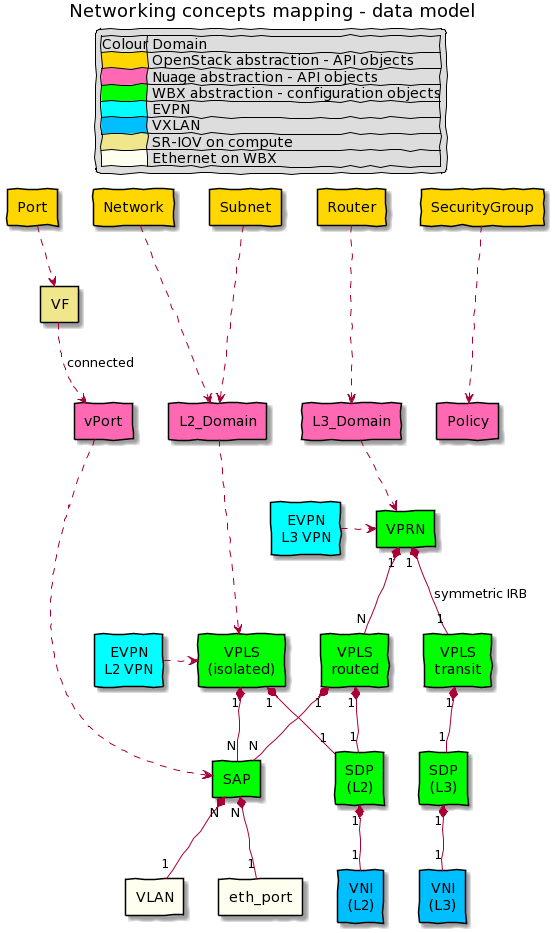 Networking concepts mapping - data model
Colour Domain
OpenStack abstraction - API objects
Nuage abstraction - API objects
WBX abstraction - configuration objects
EVPN
VXLAN
SR-IOV on compute
Ethernet on WBX
Port Network Subnet Router SecurityGroup
VF
connected
vPort L2_Domain L3_Domain Policy
EVPN
L3 VPN
VPRN
1 1
symmetric IRB
N 1
EVPN
L2 VPN
VPLS
(isolated)
VPLS
routed
VPLS
transit
1 1 1 1 1
N N 1 1 1
SAP
SDP
(L2)
SDP
(L3)
N N 1 1
1 1 1 1
VLAN eth_port
VNI
(L2)
VNI
(L3)